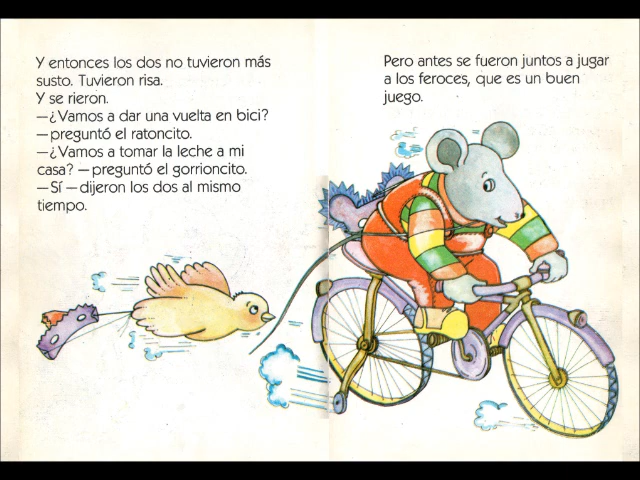 Y entonces los dos no tuvieron más
susto. Tuvieron risa.
Y se rieron.
—¿Vamos a dar una vuelta en bici?
—preguntó el ratoncito.
—¿Vamos a tomar la leche a mi
casa? —preguntó el gorrioncito.
—Sí —dijeron los dos al mismo
tiempo.
Pero antes se fueron juntos a jugar
a los feroces, que es un buen
juego.